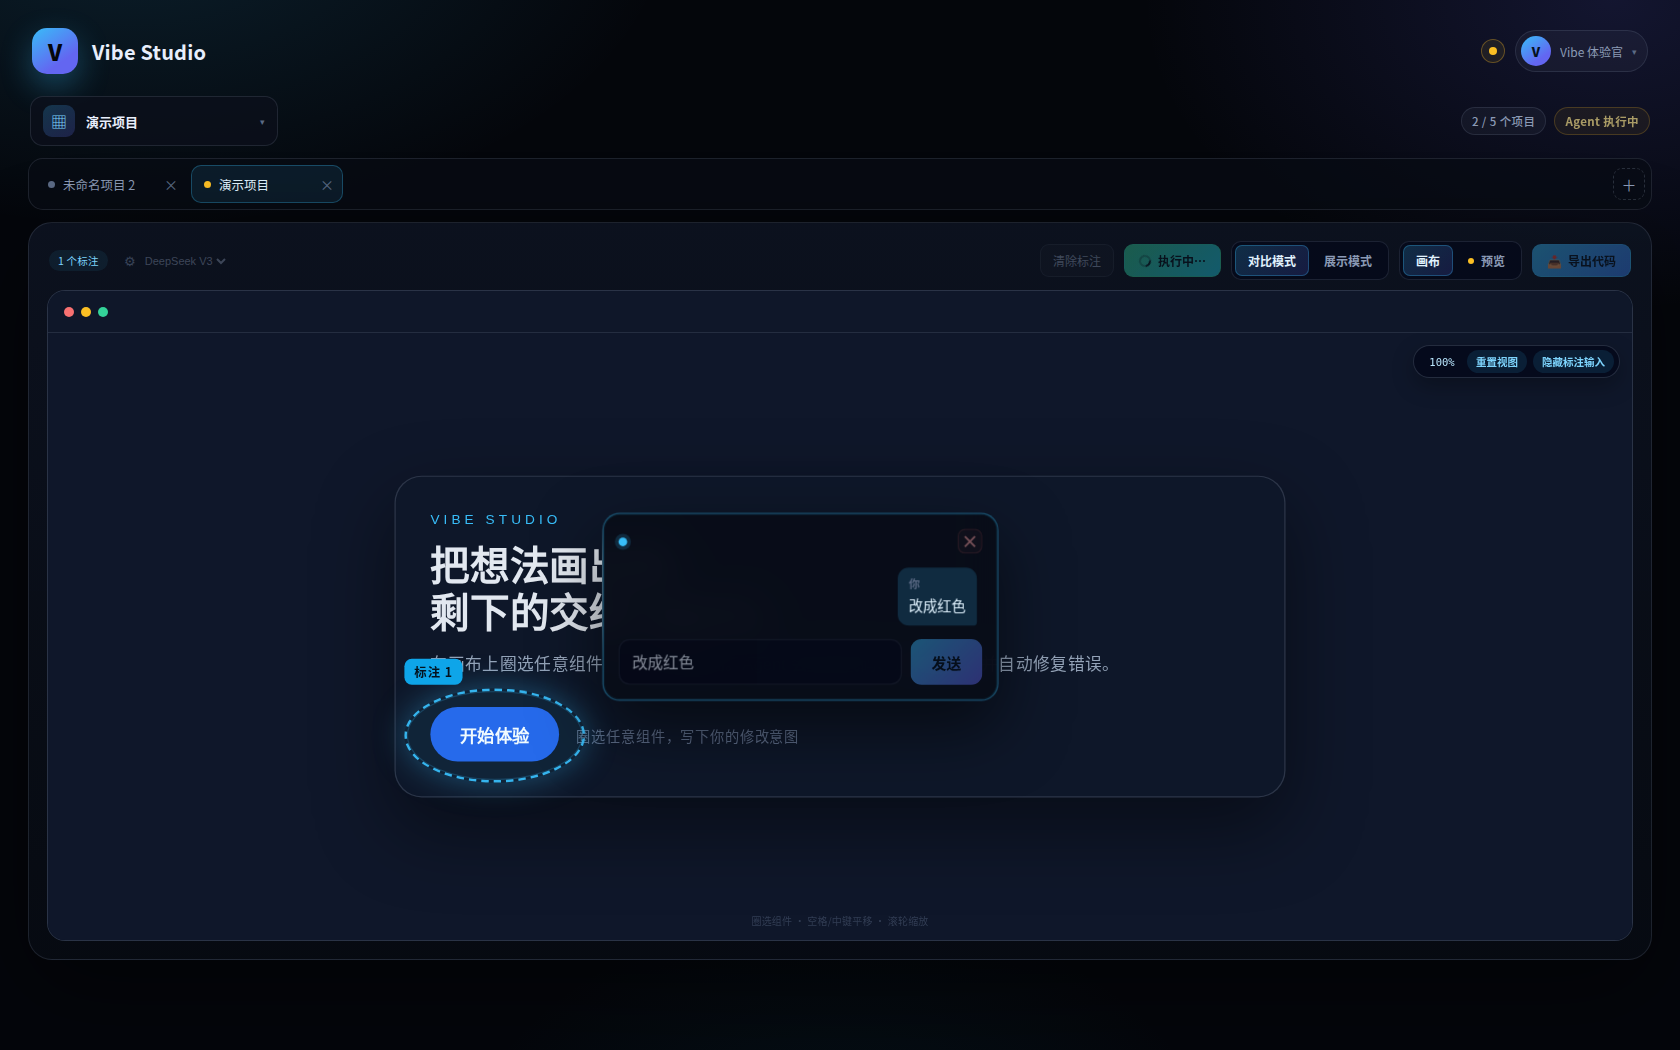 V
Vibe Studio
V
Vibe 体验官
演示项目
2 / 5 个项目
Agent 执行中
未命名项目 2
演示项目
1 个标注
DeepSeek V3
清除标注
执行中…
对比模式
展示模式
画布
预览
导出代码
100%
重置视图
隐藏标注输入
VIBE STUDIO
把想法画
剩下的交
你
改成红色
改成红色
发送
标注 1
布上圈选任意组件
自动修复错误。
开始体验
圈选任意组件，写下你的修改意图
圈选组件 · 空格/中键平移 · 滚轮缩放